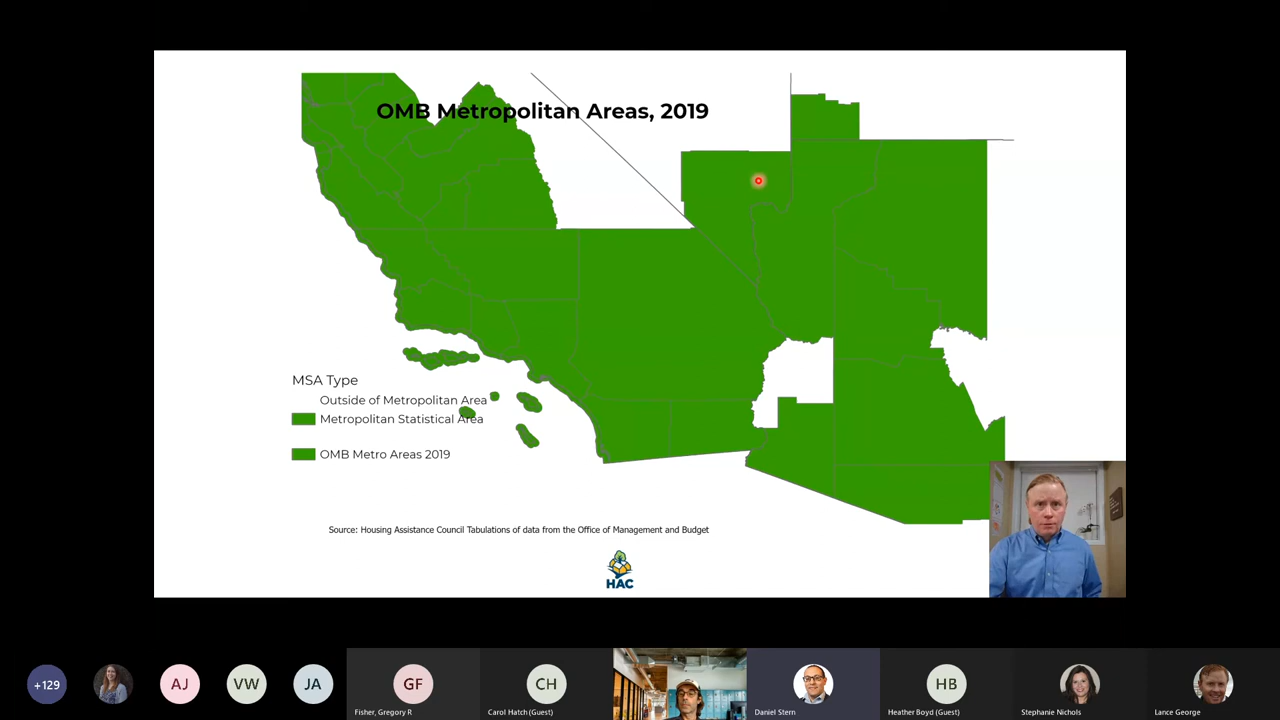 OMB Metropolitan Areas, 2019
MSA Type
Outside of Metropolitan Area
Metropolitan Statistical Area
OMB Metro Areas 2019
Source: Housing Assistance Council Tabulations of data from the Office of Management and Budget
HAC
+129
AJ
VW
JA
GF
CH
HB
Fisher, Gregory R
Carol Hatch (Guest)
Daniel Stern
Heather Boyd (Guest)
Stephanie Nichols
Lance George